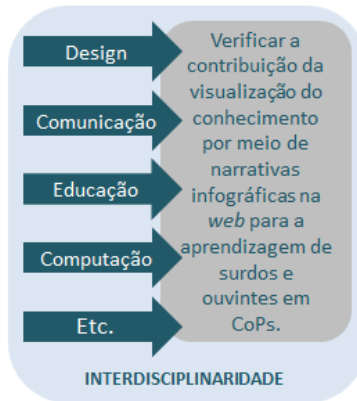 Design
Comunicação
Educação
Computação
Etc.
Verificar a
contribuição da
visualização do
conhecimento
por meio de
narrativas
infográficas na
web para a
aprendizagem de
surdos e
ouvintes em
CoPs.
INTERDISCIPLINARIDADE